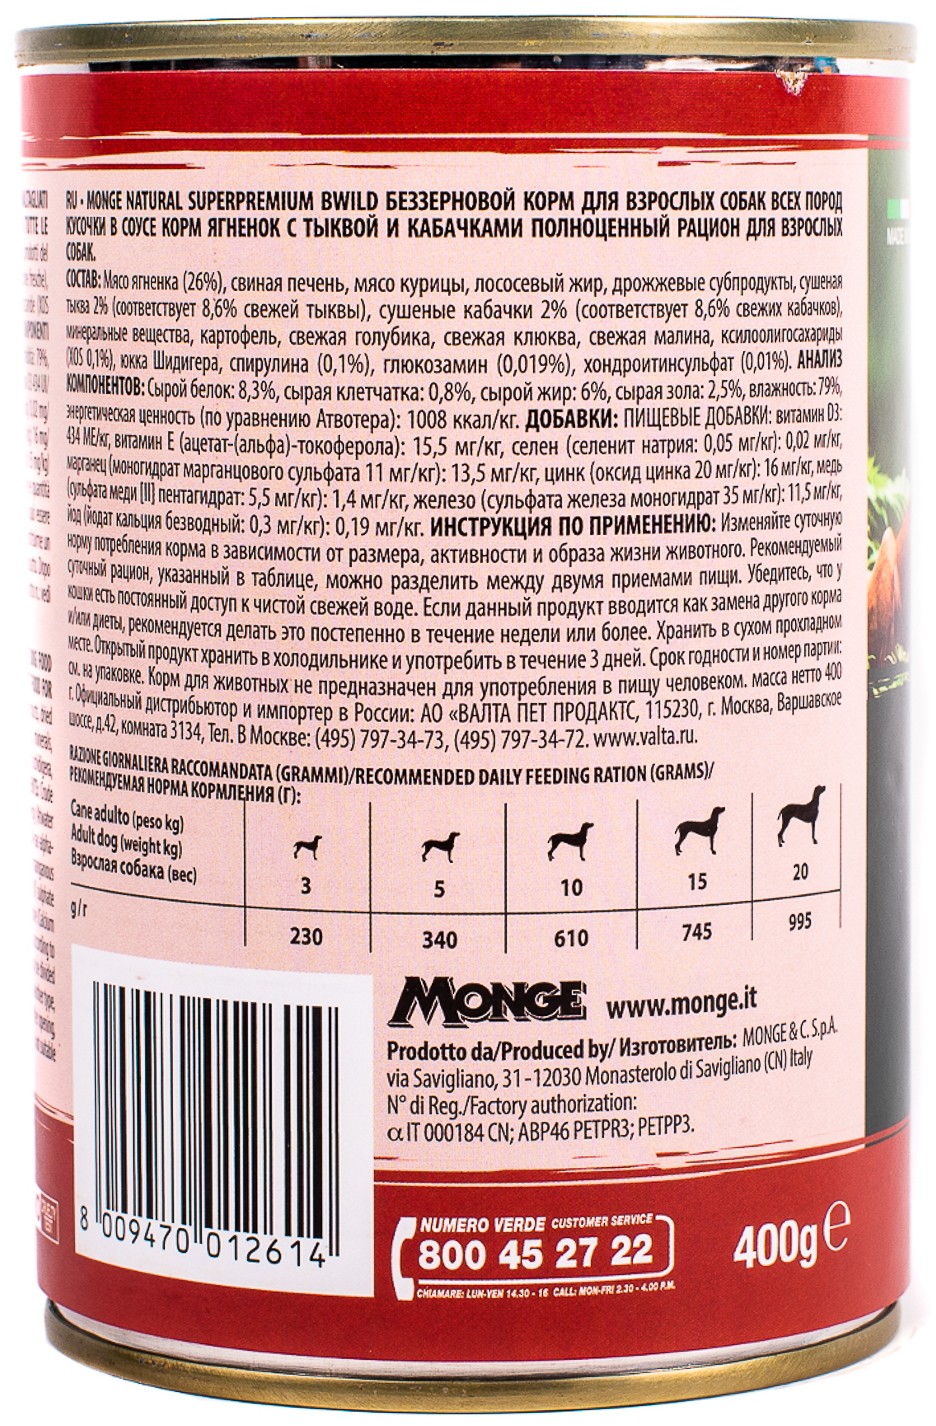 RU • MONGE NATURAL SUPERPREMIUM BWILD БЕЗЗЕРНОВОЙ КОРМ ДЛЯ ВЗРОСЛЫХ СОБАК ВСЕХ ПОРОД
КУСОЧКИ В СОУСЕ КОРМ ЯГНЕНОК С ТЫКВОЙ И КАБАЧКАМИ ПОЛНОЦЕННЫЙ РАЦИОН ДЛЯ ВЗРОСЛЫХ
СОБАК.
СОСТАВ: Мясо ягненка (26%), свиная печень, мясо курицы, лососевый жир, дрожжевые субпродукты, сушеная
тыква 2% (соответствует 8,6% свежей тыквы), сушеные кабачки 2% (соответствует 8,6% свежих кабачков),
минеральные вещества, картофель, свежая голубика, свежая клюква, свежая малина, ксилоолигосахариды
(XOS 0,1%), юкка Шидигера, спирулина (0,1%), глюкозамин (0,019%), хондроитинсульфат (0,01%). АНАЛИЗ
КОМПОНЕНТОВ: Сырой белок: 8,3%, сырая клетчатка: 0,8%, сырой жир: 6%, сырая зола: 2,5%, влажность: 79%,
энергетическая ценность (по уравнению Атвотера): 1008 ккал/кг. ДОБАВКИ: ПИЩЕВЫЕ ДОБАВКИ: витамин D3:
434 МЕ/кг, витамин Е (ацетат-(альфа)-токоферола): 15,5 мг/кг, селен (селенит натрия: 0,05 мг/кг): 0,02 мг/кг,
марганец (моногидрат марганцового сульфата 11 мг/кг): 13,5 мг/кг, цинк (оксид цинка 20 мг/кг): 16 мг/кг, медь
(сульфата меди [II] пентагидрат: 5,5 мг/кг): 1,4 мг/кг, железо (сульфата железа моногидрат 35 мг/кг): 11,5 мг/кг,
йод (йодат кальция безводный: 0,3 мг/кг): 0,19 мг/кг. ИНСТРУКЦИЯ ПО ПРИМЕНЕНИЮ: Изменяйте суточную
норму потребления корма в зависимости от размера, активности и образа жизни животного. Рекомендуемый
суточный рацион, указанный в таблице, можно разделить между двумя приемами пищи. Убедитесь, что у
кошки есть постоянный доступ к чистой свежей воде. Если данный продукт вводится как замена другого корма
и/или диеты, рекомендуется делать это постепенно в течение недели или более. Хранить в сухом прохладном
месте. Открытый продукт хранить в холодильнике и употребить в течение 3 дней. Срок годности и номер партии:
см. на упаковке. Корм для животных не предназначен для употребления в пищу человеком. масса нетто 400
г. Официальный дистрибьютор и импортер в России: АО «ВАЛТА ПЕТ ПРОДАКТС, 115230, г. Москва, Варшавское
шоссе, д.42, комната 3134, Тел. В Москве: (495) 797-34-73, (495) 797-34-72. www.valta.ru.
RAZIONE GIORNALIERA RACCOMANDATA (GRAMMI)/RECOMMENDED DAILY FEEDING RATION (GRAMS)/
РЕКОМЕНДУЕМАЯ НОРМА КОРМЛЕНИЯ (Г):
Cane adulto (peso kg)
Adult dog (weight kg)
Взрослая собака (вес)
3 5 10 15 20
g/г
230 340 610 745 995
MONGE www.monge.it
Prodotto da/Produced by/ Изготовитель: MONGE & C. S.p.A.
via Savigliano, 31 -12030 Monasterolo di Savigliano (CN) Italy
N° di Reg./Factory authorization:
α IT 000184 CN; ABP46 PETPR3; PETPP3.
8 009470 012614
NUMERO VERDE CUSTOMER SERVICE
800 45 27 22
CHIAMARE: LUN-VEN 14.30 - 16 CALL: MON-FRI 2.30 - 4.00 P.M.
400g e